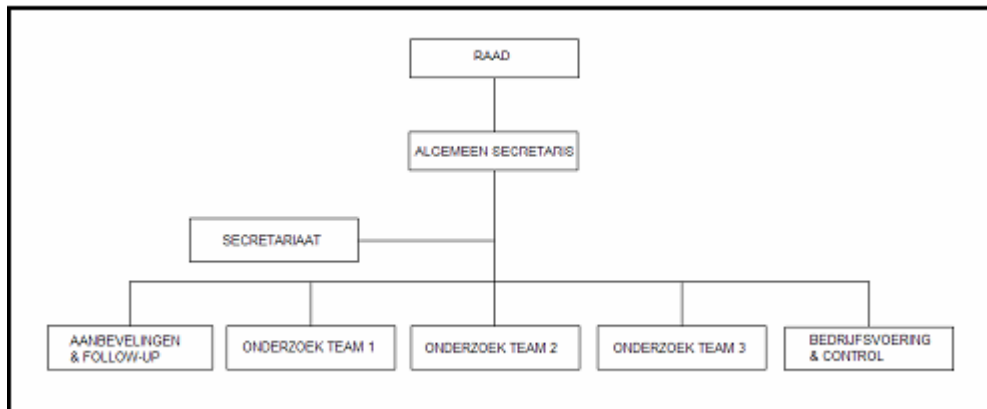 RAAD
ALGEMEEN SECRETARIS
SECRETARIAAT
AANBEVELINGEN
& FOLLOW-UP
ONDERZOEK TEAM 1
ONDERZOEK TEAM 2
ONDERZOEK TEAM 3
BEDRIJFSVOERING
& CONTROL